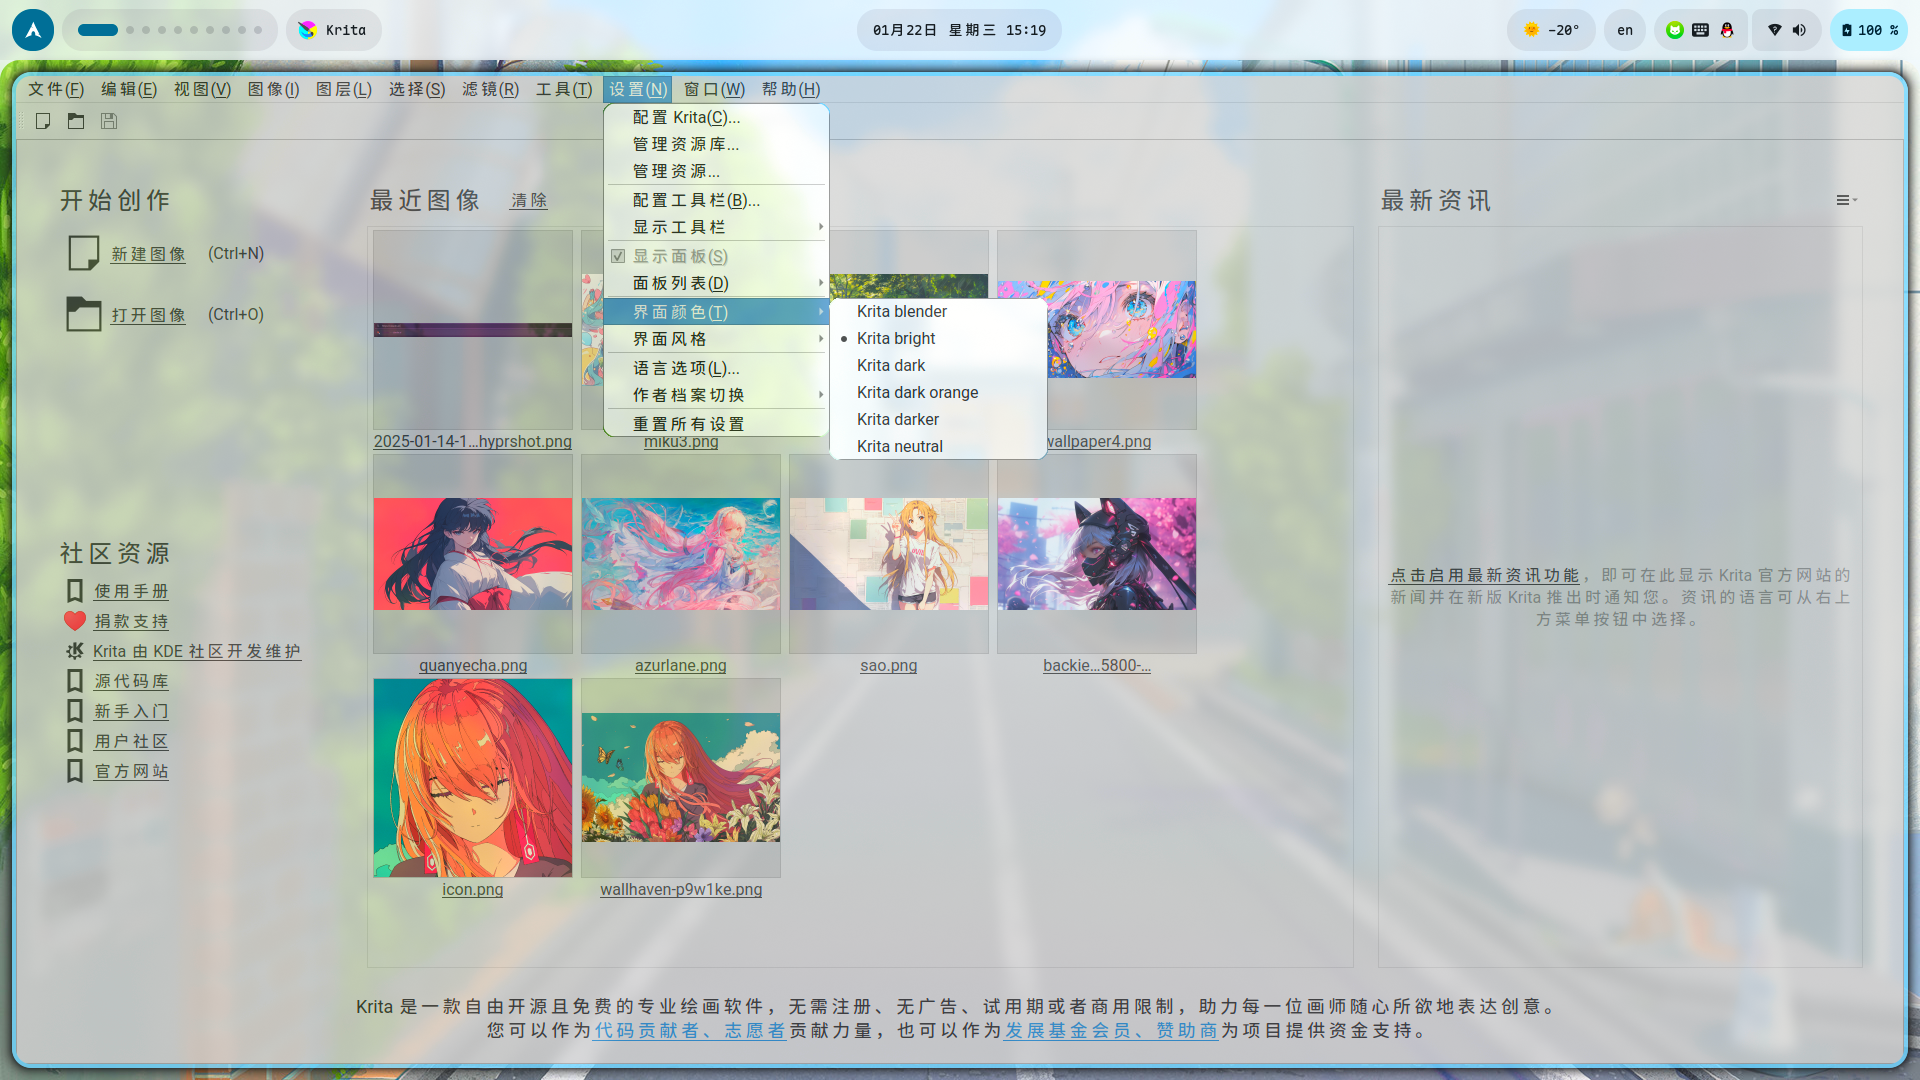 Krita
01月22日 星期三 15:19
-20°
en
100 %
文件(F) 编辑(E) 视图(V) 图像(I) 图层(L) 选择(S) 滤镜(R) 工具(T) 设置(N) 窗口(W) 帮助(H)
配置 Krita(C)...
管理资源库...
管理资源...
配置工具栏(B)...
显示工具栏
显示面板(S)
面板列表(D)
界面颜色(T)
界面风格
语言选项(L)...
作者档案切换
重置所有设置
Krita blender
Krita bright
Krita dark
Krita dark orange
Krita darker
Krita neutral
开始创作
新建图像 (Ctrl+N)
打开图像 (Ctrl+O)
社区资源
使用手册
捐款支持
Krita 由 KDE 社区开发维护
源代码库
新手入门
用户社区
官方网站
最近图像 清除
2025-01-14-1...hyprshot.png
miku3.png
wallpaper4.png
quanyecha.png
azurlane.png
sao.png
backie...5800-...
icon.png
wallhaven-p9w1ke.png
最新资讯
点击启用最新资讯功能，即可在此显示 Krita 官方网站的
新闻并在新版 Krita 推出时通知您。资讯的语言可从右上
方菜单按钮中选择。
Krita 是一款自由开源且免费的专业绘画软件，无需注册、无广告、试用期或者商用限制，助力每一位画师随心所欲地表达创意。
您可以作为代码贡献者、志愿者贡献力量，也可以作为发展基金会员、赞助商为项目提供资金支持。